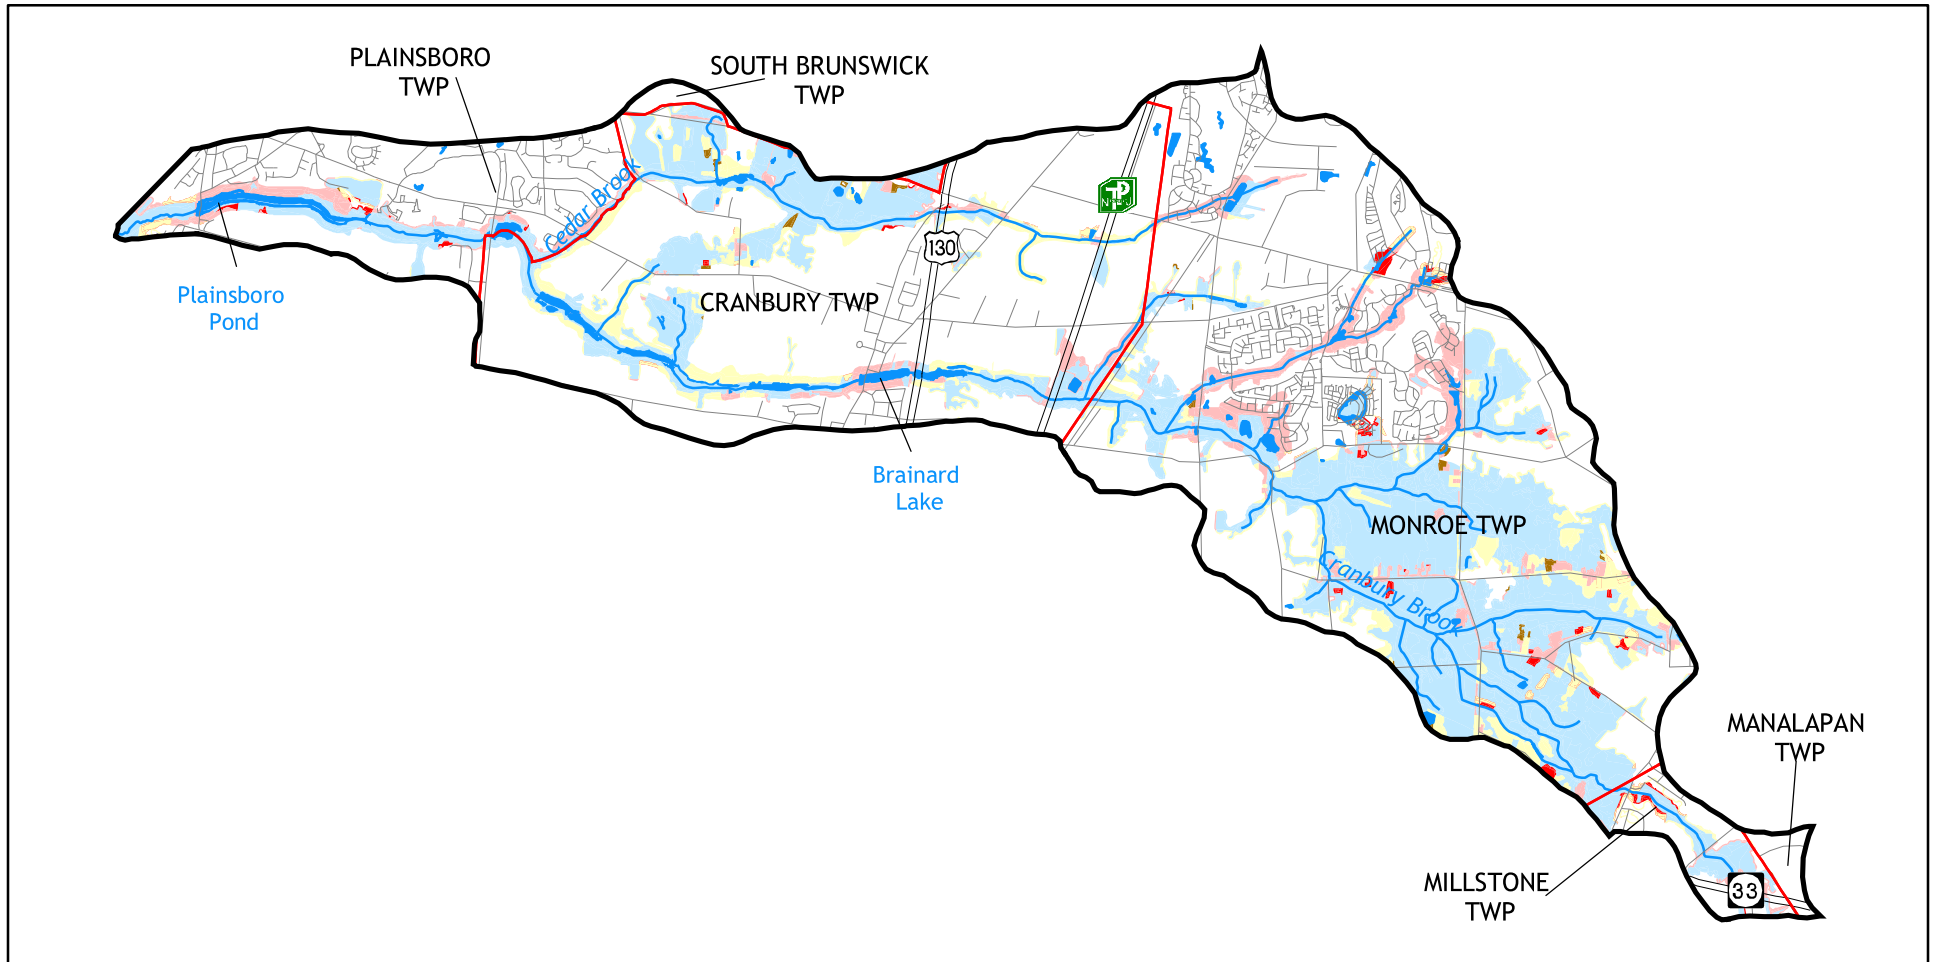 PLAINSBORO
TWP
SOUTH BRUNSWICK
TWP
Cedar Brook
130
Plainsboro
Pond
CRANBURY TWP
Brainard
Lake
MONROE TWP
Cranbury Brook
MANALAPAN
TWP
MILLSTONE
TWP
33